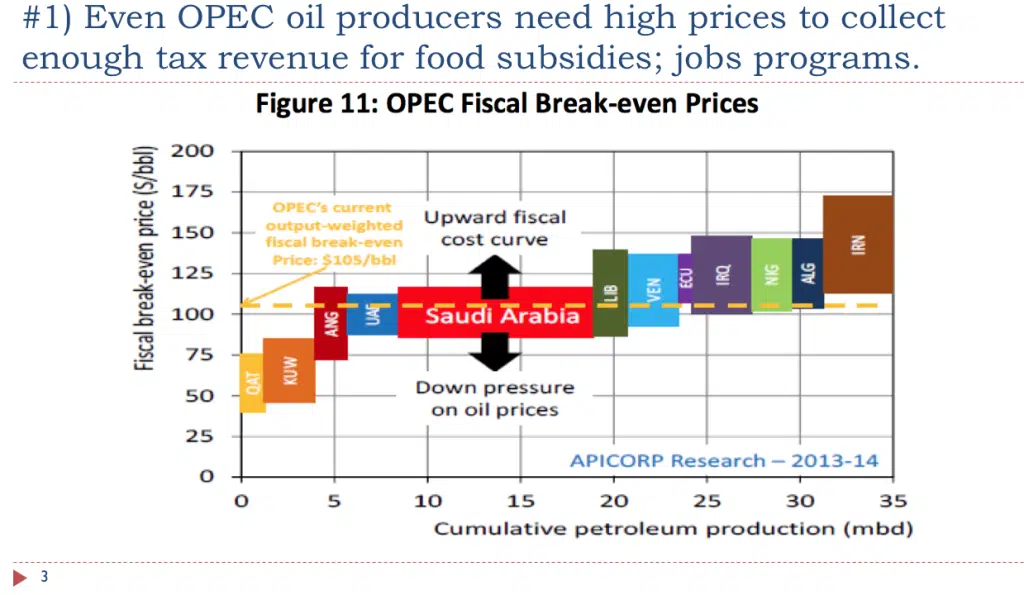 #1) Even OPEC oil producers need high prices to collect
enough tax revenue for food subsidies; jobs programs.
Figure 11: OPEC Fiscal Break-even Prices
Fiscal break-even price ($/bbl)
200
175
150
125
100
75
50
25
0
OPEC's current
output-weighted
fiscal break-even
Price: $105/bbl
Upward fiscal
cost curve
QAT
KUW
ANG
UAE
Saudi Arabia
LIB
VEN
ECU
IRQ
NIG
ALG
IRN
Down pressure
on oil prices
APICORP Research – 2013-14
0 5 10 15 20 25 30 35
Cumulative petroleum production (mbd)
3